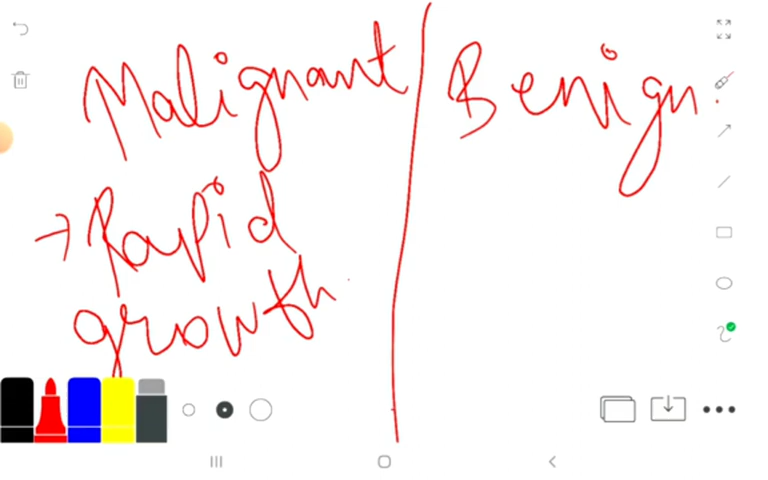 Malignant
Benign
→ Rapid
growth